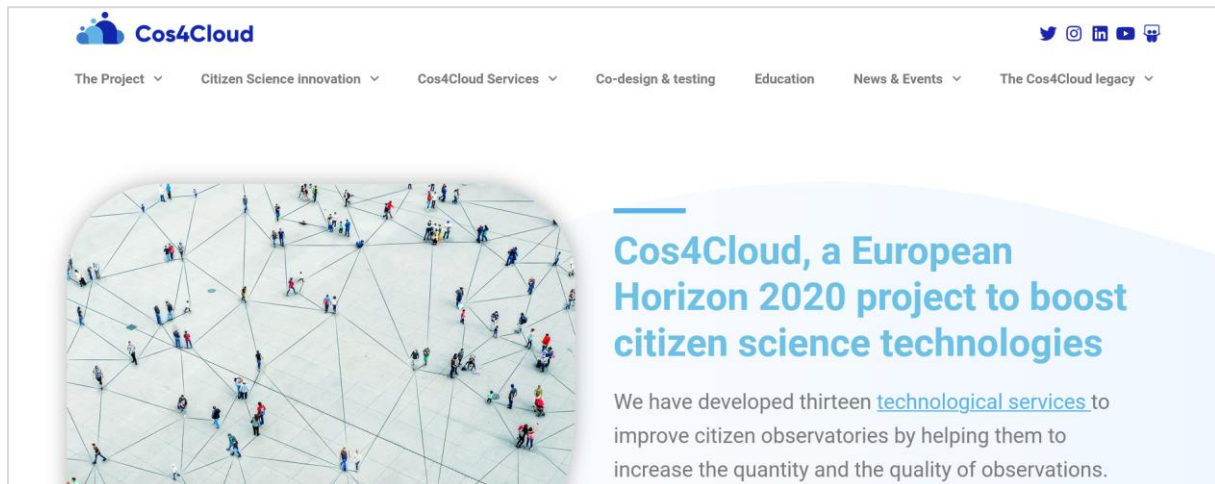 Cos4Cloud
The Project
Citizen Science innovation
Cos4Cloud Services
Co-design & testing
Education
News & Events
The Cos4Cloud legacy
Cos4Cloud, a European
Horizon 2020 project to boost
citizen science technologies
We have developed thirteen technological services to
improve citizen observatories by helping them to
increase the quantity and the quality of observations.